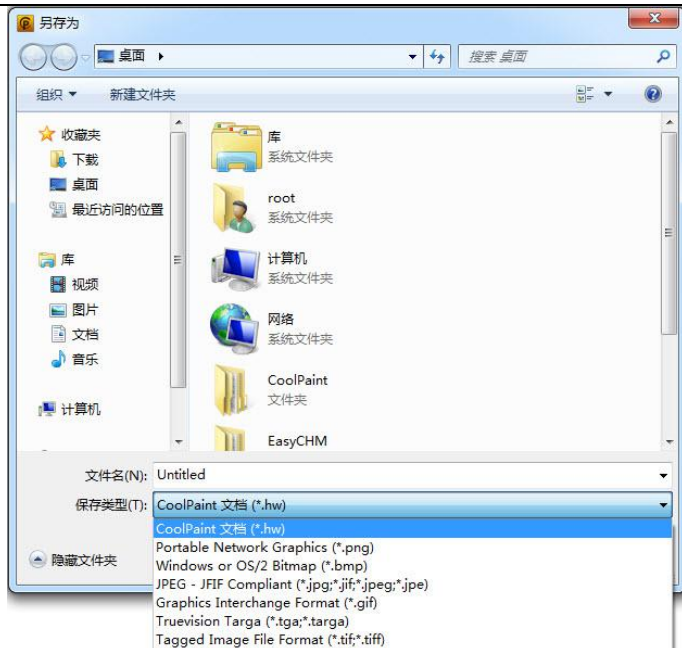 另存为
桌面
搜索 桌面
组织
新建文件夹
收藏夹
下载
桌面
最近访问的位置
库
视频
图片
文档
音乐
计算机
库
系统文件夹
root
系统文件夹
计算机
系统文件夹
网络
系统文件夹
CoolPaint
文件夹
EasyCHM
文件名(N): Untitled
保存类型(T): CoolPaint 文档 (*.hw)
CoolPaint 文档 (*.hw)
Portable Network Graphics (*.png)
Windows or OS/2 Bitmap (*.bmp)
JPEG - JFIF Compliant (*.jpg;*.jif;*.jpeg;*.jpe)
Graphics Interchange Format (*.gif)
Truevision Targa (*.tga;*.targa)
Tagged Image File Format (*.tif;*.tiff)
隐藏文件夹